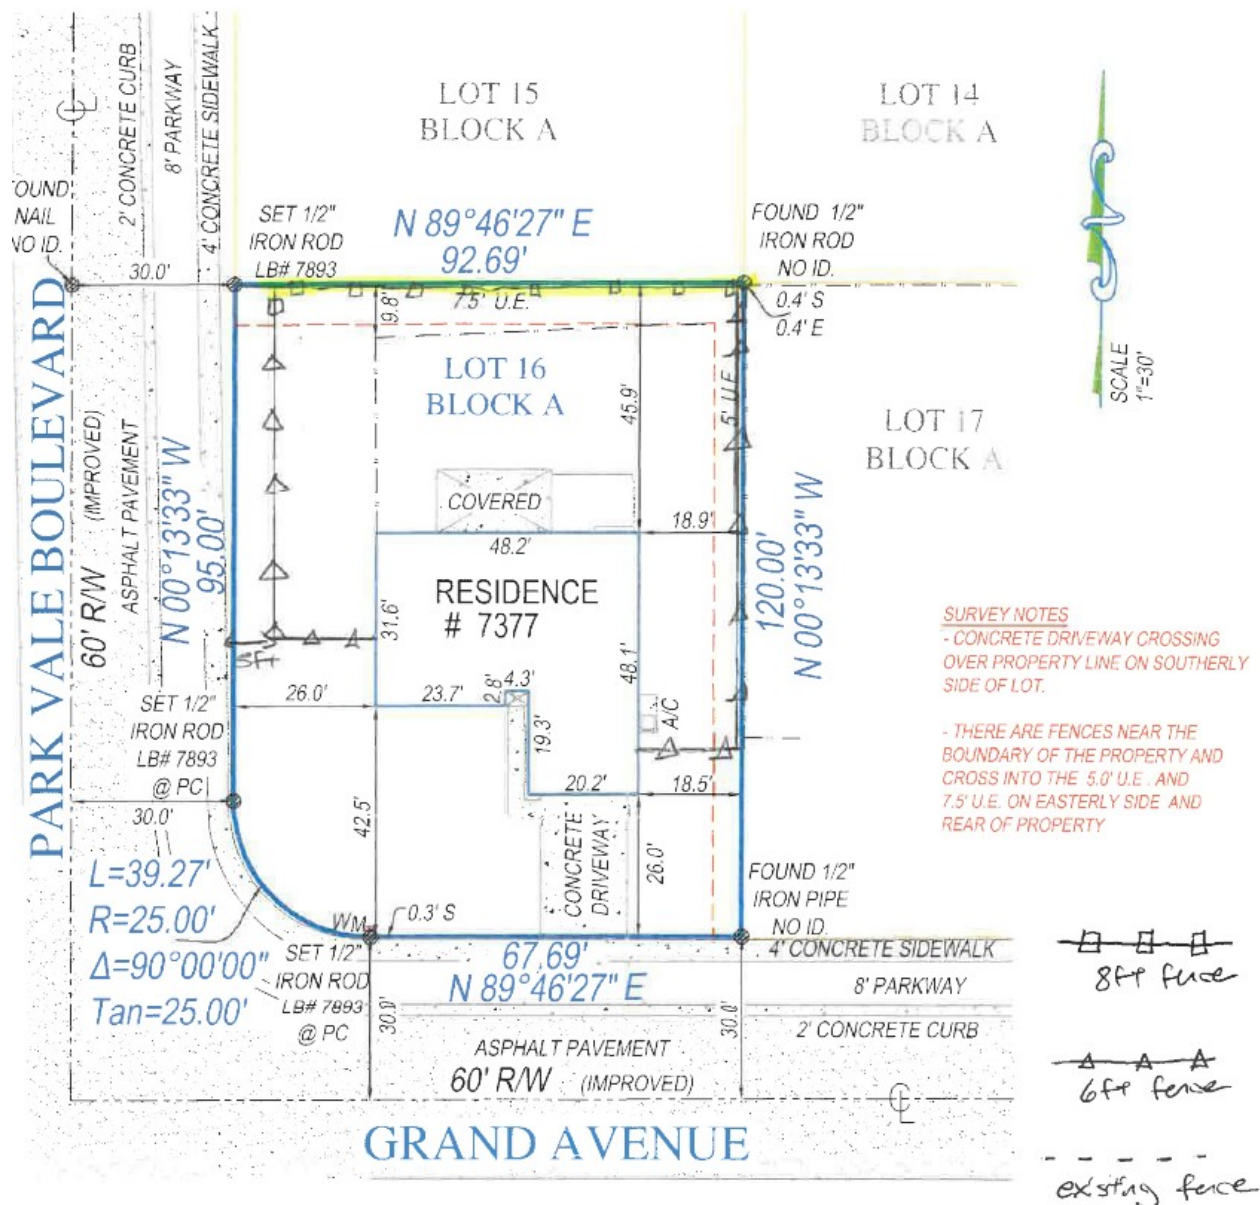 2' CONCRETE CURB
8' PARKWAY
4' CONCRETE SIDEWALK
LOT 15
BLOCK A
LOT 14
BLOCK A
OUND
NAIL
NO ID.
30.0'
SET 1/2"
IRON ROD
LB# 7893
N 89°46'27" E
92.69'
FOUND 1/2"
IRON ROD
NO ID.
0.4' S
0.4' E
9.8'
7.5' U.E.
SCALE
1"=30'
PARK VALE BOULEVARD
60' R/W (IMPROVED)
ASPHALT PAVEMENT
N 00°13'33" W
95.00'
LOT 16
BLOCK A
45.9'
5' U.E
LOT 17
BLOCK A
COVERED
18.9'
48.2'
RESIDENCE
# 7377
31.6'
48.1'
120.00'
N 00°13'33" W
5ft
26.0'
23.7'
2.8'
4.3'
19.3'
A/C
SURVEY NOTES
- CONCRETE DRIVEWAY CROSSING
OVER PROPERTY LINE ON SOUTHERLY
SIDE OF LOT.
- THERE ARE FENCES NEAR THE
BOUNDARY OF THE PROPERTY AND
CROSS INTO THE 5.0' U.E. AND
7.5' U.E. ON EASTERLY SIDE AND
REAR OF PROPERTY
SET 1/2"
IRON ROD
LB# 7893
@ PC
30.0'
20.2'
18.5'
42.5'
CONCRETE
DRIVEWAY
26.0'
L=39.27'
R=25.00'
Δ=90°00'00"
Tan=25.00'
WM
0.3' S
FOUND 1/2"
IRON PIPE
NO ID.
SET 1/2"
IRON ROD
LB# 7893
@ PC
67.69'
N 89°46'27" E
4' CONCRETE SIDEWALK
8' PARKWAY
2' CONCRETE CURB
30.0'
30.0'
ASPHALT PAVEMENT
60' R/W (IMPROVED)
GRAND AVENUE
8ft fence
6ft fence
existing fence